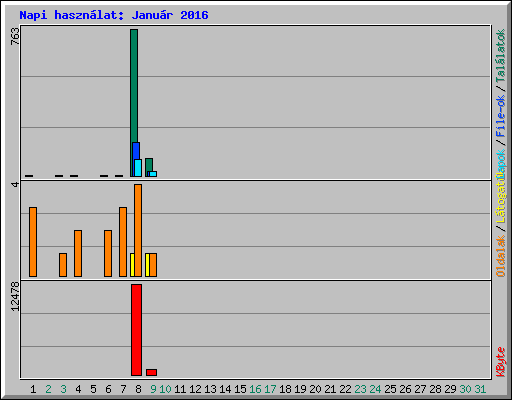 Napi használat: Január 2016
763
4
12478
Oldalak / Látogatilapok / File-ok / Találatok
KByte
1 2 3 4 5 6 7 8 9 10 11 12 13 14 15 16 17 18 19 20 21 22 23 24 25 26 27 28 29 30 31